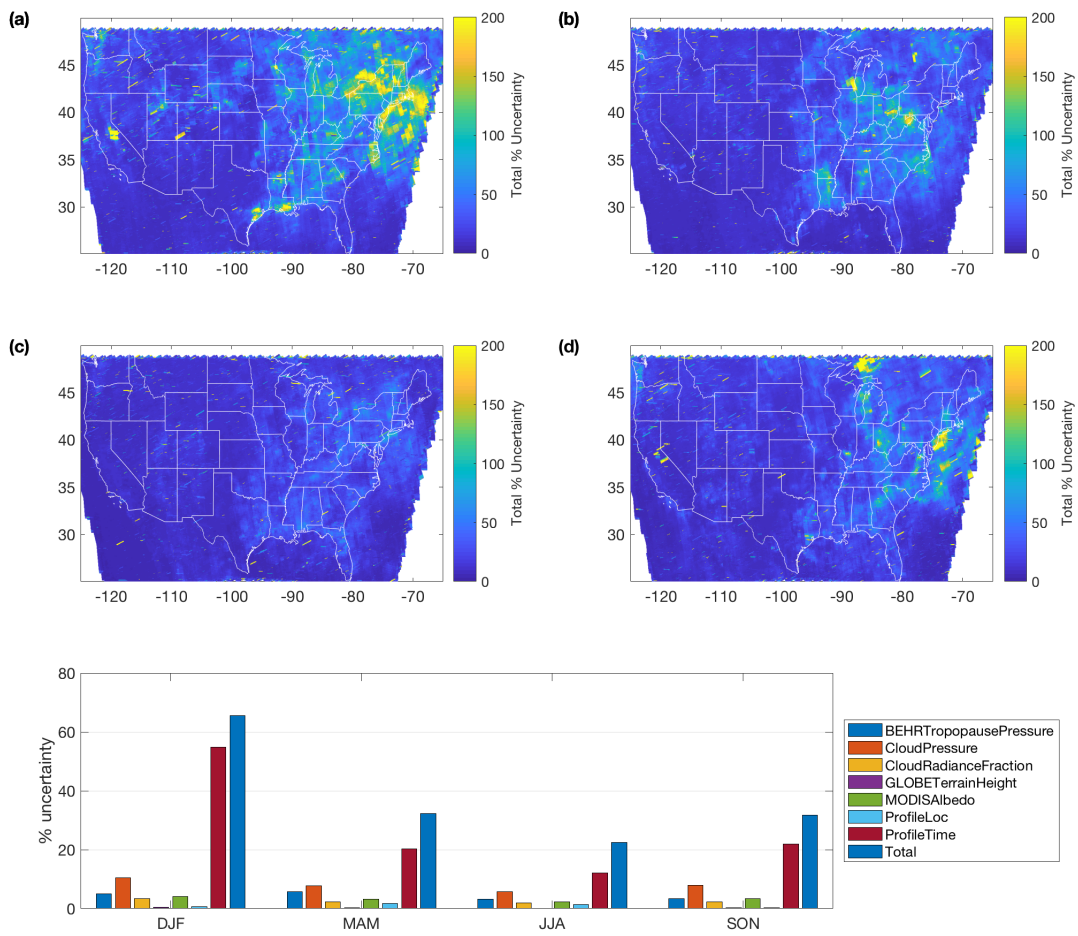 (a)
200
150
100
50
0
Total % Uncertainty
45
40
35
30
-120 -110 -100 -90 -80 -70
(b)
200
150
100
50
0
Total % Uncertainty
45
40
35
30
-120 -110 -100 -90 -80 -70
(c)
200
150
100
50
0
Total % Uncertainty
45
40
35
30
-120 -110 -100 -90 -80 -70
(d)
200
150
100
50
0
Total % Uncertainty
45
40
35
30
-120 -110 -100 -90 -80 -70
80
60
40
20
0
% uncertainty
DJF MAM JJA SON
BEHRTropopausePressure
CloudPressure
CloudRadianceFraction
GLOBETerrainHeight
MODISAlbedo
ProfileLoc
ProfileTime
Total